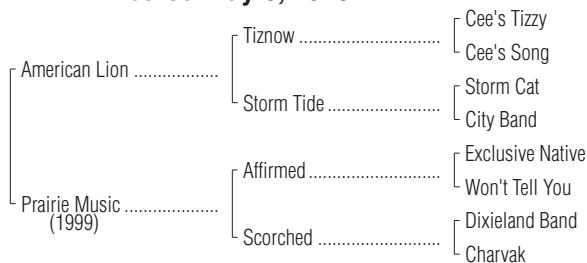 Cee's Tizzy
Tiznow
Cee's Song
American Lion
Storm Cat
Storm Tide
City Band
Exclusive Native
Affirmed
Won't Tell You
Prairie Music
(1999)
Dixieland Band
Scorched
Charvak